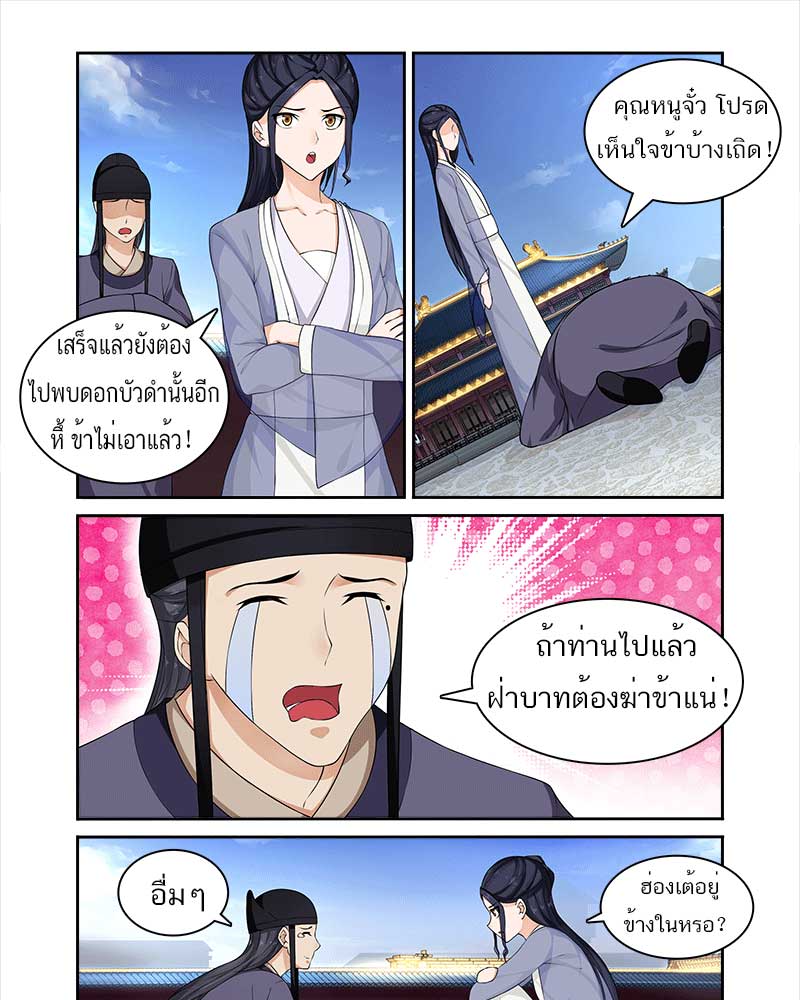 เสร็จแล้วยังต้อง
ไปพบดอกบัวดำนั้นอีก
หึ้ ข้าไม่เอาแล้ว!
คุณหนูจิ๋ว โปรด
เห็นใจข้าบ้างเถิด!
ถ้าท่านไปแล้ว
ฝ่าบาทต้องฆ่าข้าแน่!
อื่มๆ
ฮ่องเต้อยู่
ข้างในหรอ?